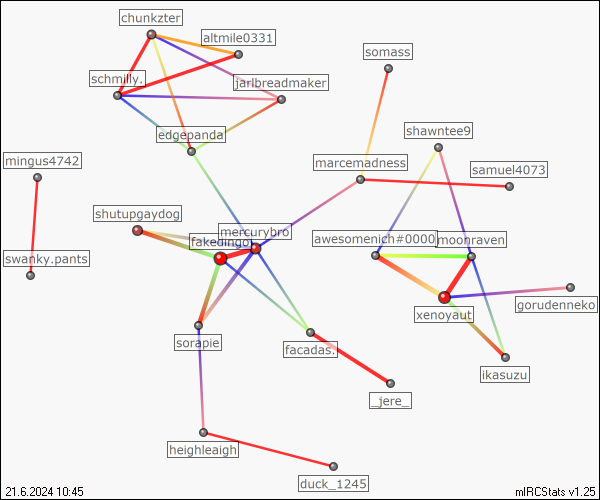 chunkzter
altmile0331
somass
schmilly.
jarlbreadmaker
shawntee9
edgepanda
mingus4742
marcemadness
samuel4073
shutupgaydog
mercurybro
fakedingo
awesomenich#0000
moonraven
swanky.pants
xenoyaut
gorudenneko
sorapie
facadas.
ikasuzu
_jere_
heighleaigh
duck_1245
21.6.2024 10:45
mIRCStats v1.25